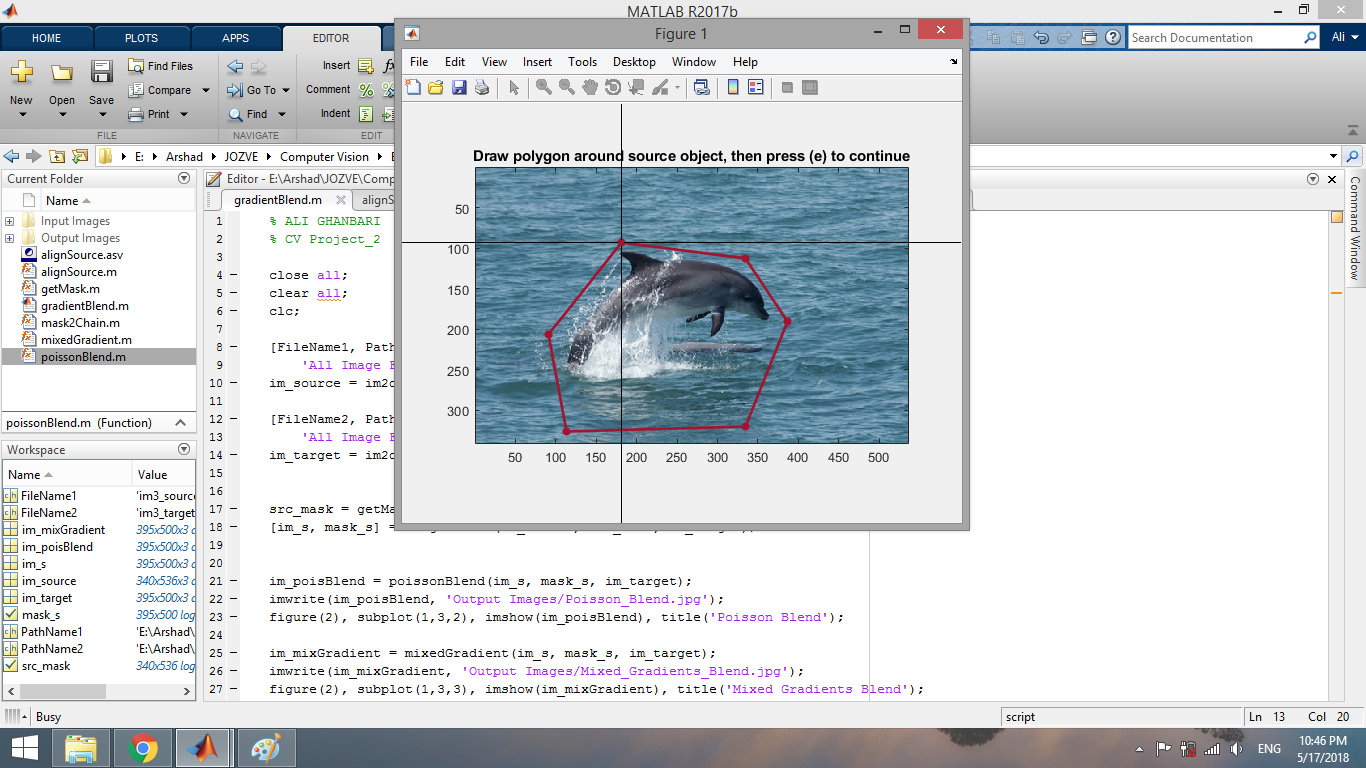 MATLAB R2017b
HOME PLOTS APPS EDITOR
Search Documentation Ali
New Open Save Find Files Compare Print
Go To Find
Insert Comment Indent
FILE NAVIGATE EDIT
E: Arshad JOZVE Computer Vision
Current Folder
Name
Input Images
Output Images
alignSource.asv
alignSource.m
getMask.m
gradientBlend.m
mask2Chain.m
mixedGradient.m
poissonBlend.m
poissonBlend.m (Function)
Workspace
Name Value
FileName1 'im3_sourc
FileName2 'im3_target
im_mixGradient 395x500x3 d
im_poisBlend 395x500x3 d
im_s 395x500x3 d
im_source 340x536x3 d
im_target 395x500x3 d
mask_s 395x500 log
PathName1 'E:\Arshad\
PathName2 'E:\Arshad\
src_mask 340x536 log
Editor - E:\Arshad\JOZVE\Comp
gradientBlend.m alignS
1 % ALI GHANBARI
2 % CV Project_2
3
4 close all;
5 clear all;
6 clc;
7
8 [FileName1, Path
9 'All Image F
10 im_source = im2d
11
12 [FileName2, Path
13 'All Image F
14 im_target = im2d
15
16
17 src_mask = getMa
18 [im_s, mask_s] =
19
20
21 im_poisBlend = poissonBlend(im_s, mask_s, im_target);
22 imwrite(im_poisBlend, 'Output Images/Poisson_Blend.jpg');
23 figure(2), subplot(1,3,2), imshow(im_poisBlend), title('Poisson Blend');
24
25 im_mixGradient = mixedGradient(im_s, mask_s, im_target);
26 imwrite(im_mixGradient, 'Output Images/Mixed_Gradients_Blend.jpg');
27 figure(2), subplot(1,3,3), imshow(im_mixGradient), title('Mixed Gradients Blend');
Figure 1
File Edit View Insert Tools Desktop Window Help
Draw polygon around source object, then press (e) to continue
50
100
150
200
250
300
50 100 150 200 250 300 350 400 450 500
Command Window
Busy
script Ln 13 Col 20
ENG 10:46 PM
5/17/2018